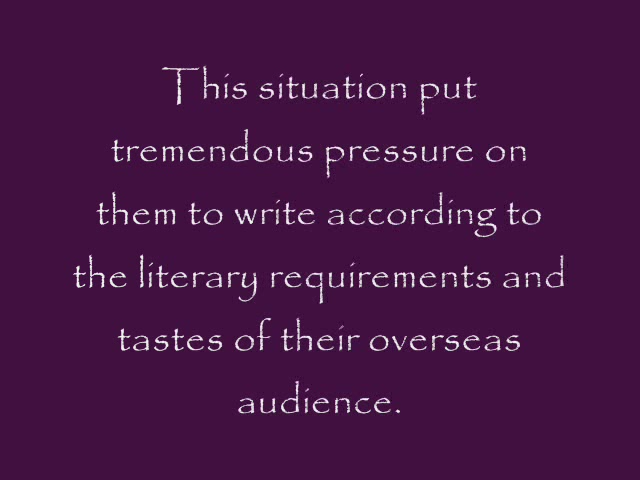 This situation put
tremendous pressure on
them to write according to
the literary requirements and
tastes of their overseas
audience.